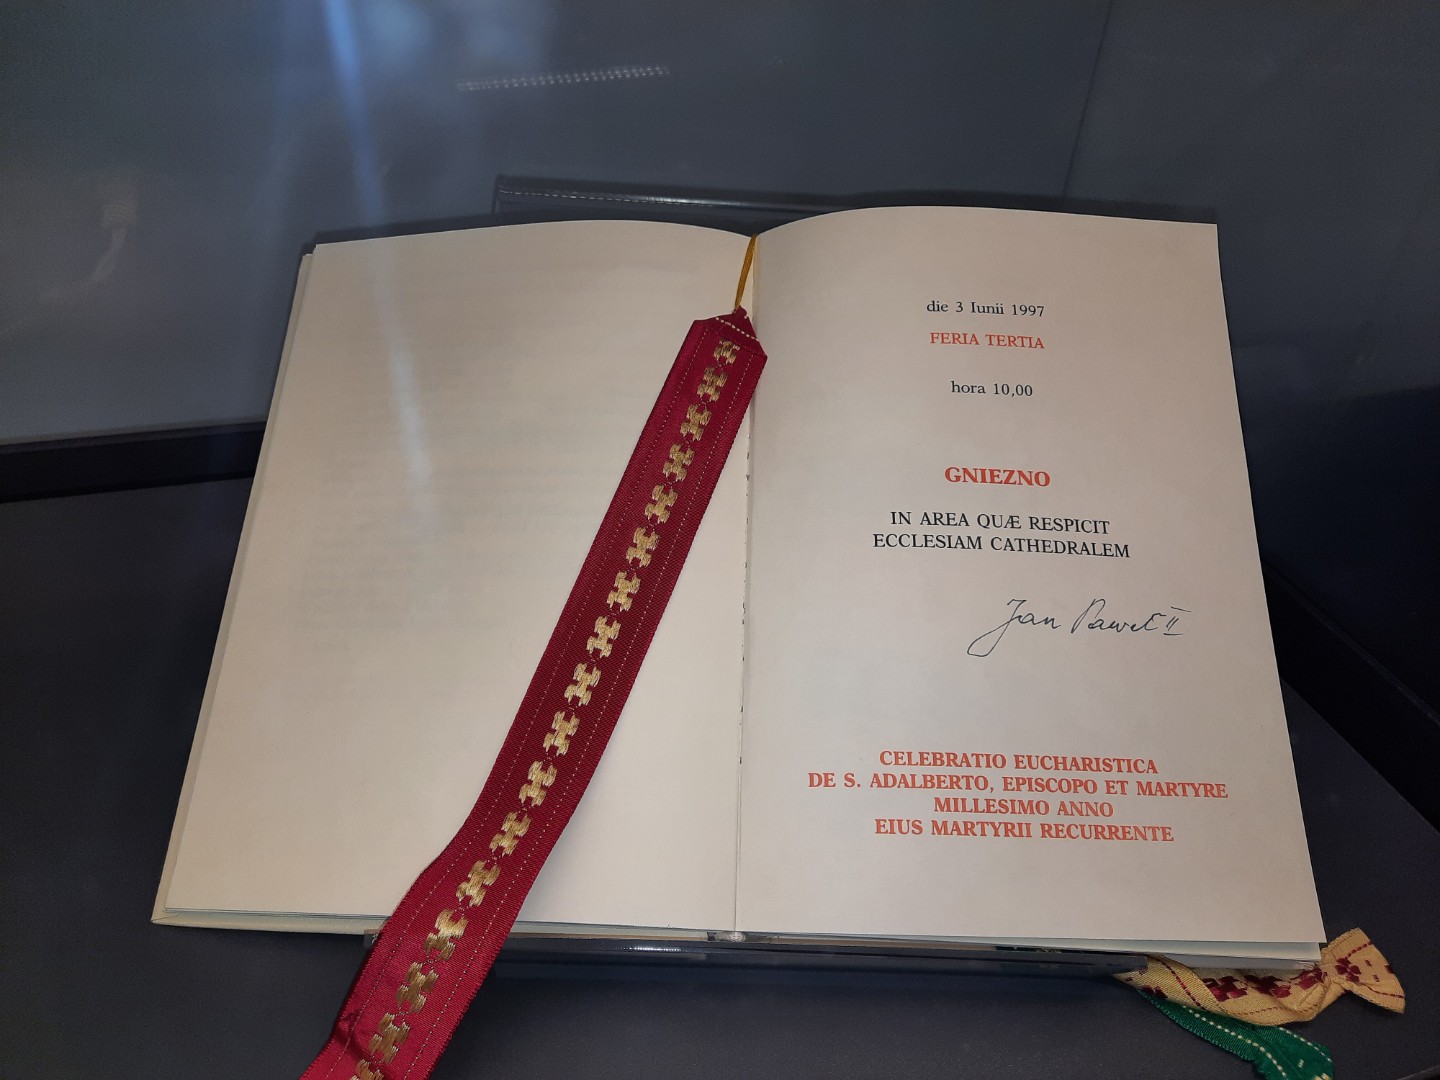 die 3 Iunii 1997
FERIA TERTIA
hora 10,00
GNIEZNO
IN AREA QUÆ RESPICIT
ECCLESIAM CATHEDRALEM
Jan Paweł II
CELEBRATIO EUCHARISTICA
DE S. ADALBERTO, EPISCOPO ET MARTYRE
MILLESIMO ANNO
EIUS MARTYRII RECURRENTE